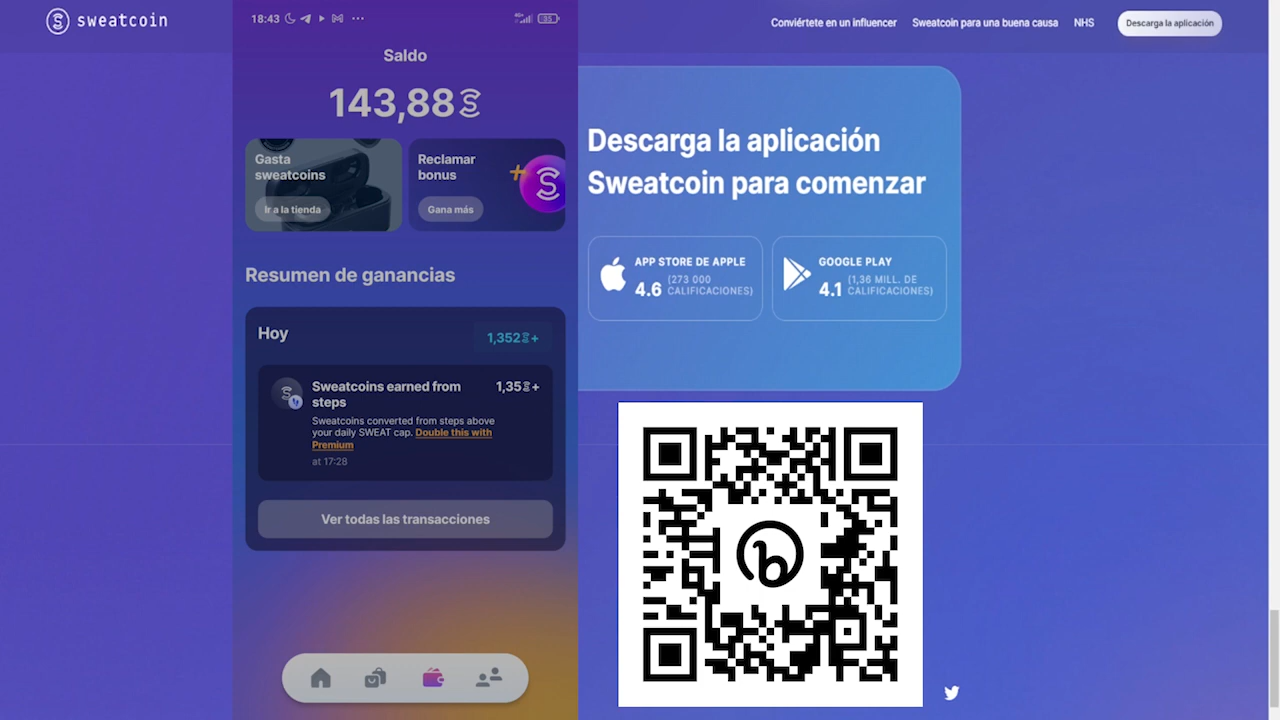 sweatcoin
Conviértete en un influencer
Sweatcoin para una buena causa
NHS
Descarga la aplicación
18:43
4G
35
Saldo
143,88
Gasta
sweatcoins
Ir a la tienda
Reclamar
bonus
Gana más
Resumen de ganancias
Hoy
1,352+
Sweatcoins earned from
steps
1,35+
Sweatcoins converted from steps above
your daily SWEAT cap. Double this with
Premium
at 17:28
Ver todas las transacciones
Descarga la aplicación
Sweatcoin para comenzar
APP STORE DE APPLE
4.6 (273 000
CALIFICACIONES)
GOOGLE PLAY
4.1 (1,36 MILL. DE
CALIFICACIONES)
b